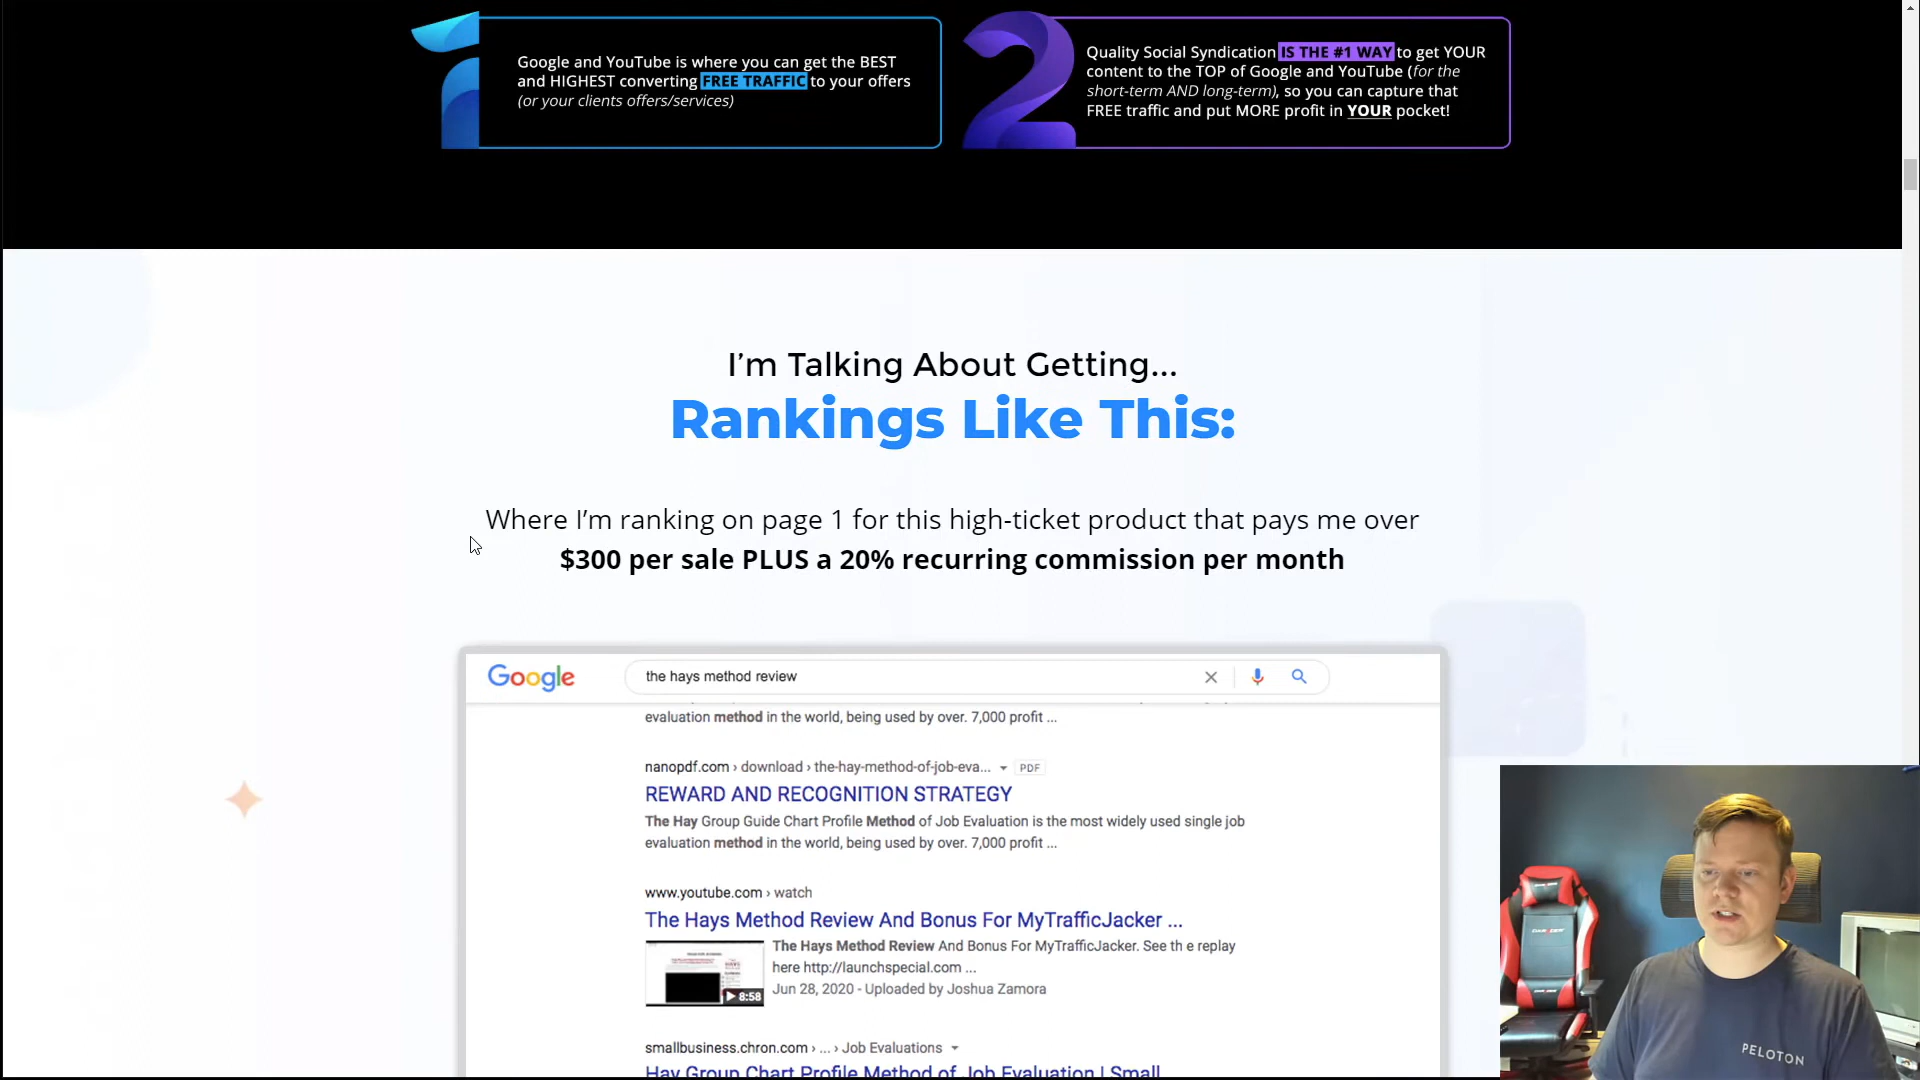 Google and YouTube is where you can get the BEST
and HIGHEST converting FREE TRAFFIC to your offers
(or your clients offers/services)
2
Quality Social Syndication IS THE #1 WAY to get YOUR
content to the TOP of Google and YouTube (for the
short-term AND long-term), so you can capture that
FREE traffic and put MORE profit in YOUR pocket!
I’m Talking About Getting...
Rankings Like This:
Where I’m ranking on page 1 for this high-ticket product that pays me over
$300 per sale PLUS a 20% recurring commission per month
Google
the hays method review
evaluation method in the world, being used by over. 7,000 profit ...
nanopdf.com › download › the-hay-method-of-job-eva... PDF
REWARD AND RECOGNITION STRATEGY
The Hay Group Guide Chart Profile Method of Job Evaluation is the most widely used single job
evaluation method in the world, being used by over. 7,000 profit ...
www.youtube.com › watch
The Hays Method Review And Bonus For MyTrafficJacker ...
The Hays Method Review And Bonus For MyTrafficJacker. See th e replay
here http://launchspecial.com ...
8:58
Jun 28, 2020 - Uploaded by Joshua Zamora
smallbusiness.chron.com › ... › Job Evaluations
Hay Group Chart Profile Method of Job Evaluation | Small
PELOTON